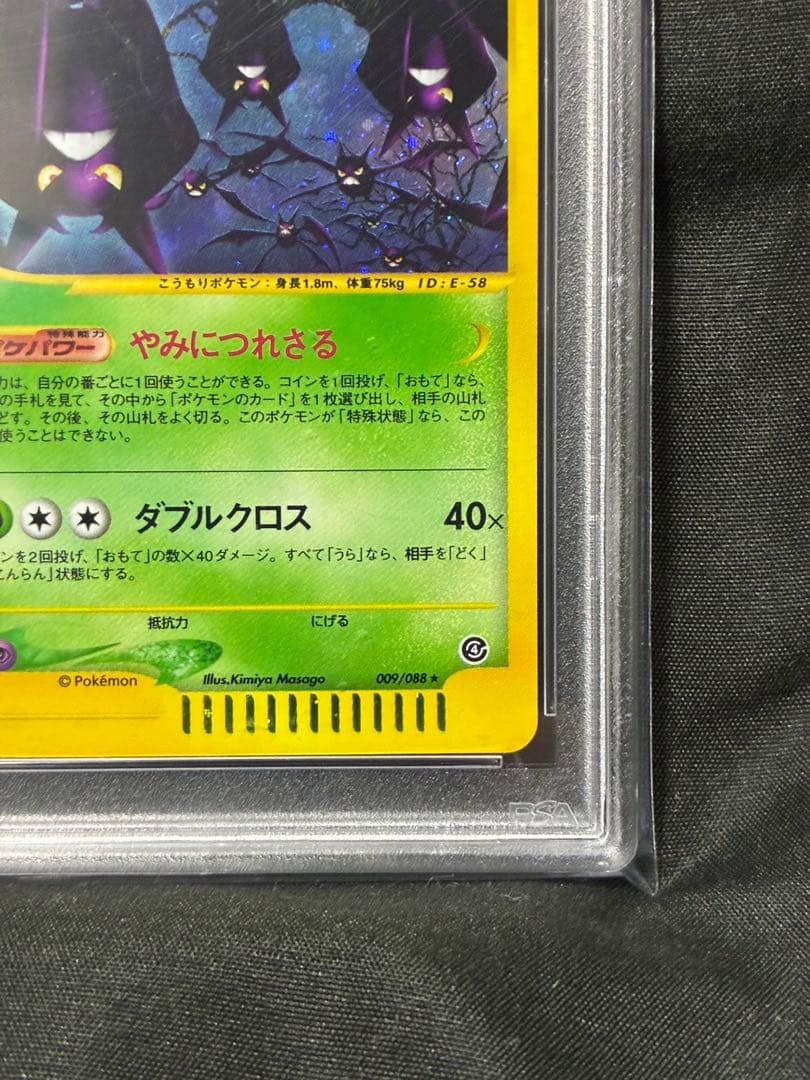 こうもりポケモン：身長1.8m、体重75kg ID:E-58
特殊能力
ケパワー やみにつれさる
力は、自分の番ごとに1回使うことができる。コインを1回投げ、「おもて」なら、
の手札を見て、その中から「ポケモンのカード」を1枚選び出し、相手の山札
どす。その後、その山札をよく切る。このポケモンが「特殊状態」なら、この
使うことはできない。
ダブルクロス 40×
ンを2回投げ、「おもて」の数×40ダメージ。すべて「うら」なら、相手を「どく」
こんらん」状態にする。
抵抗力 にげる
4
©Pokémon Illus.Kimiya Masago 009/088 ★
PSA